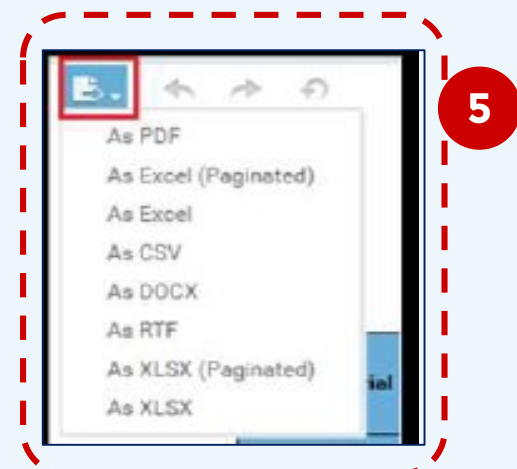 5
As PDF
As Excel (Paginated)
As Excel
As CSV
As DOCX
As RTF
As XLSX (Paginated)
ial
As XLSX